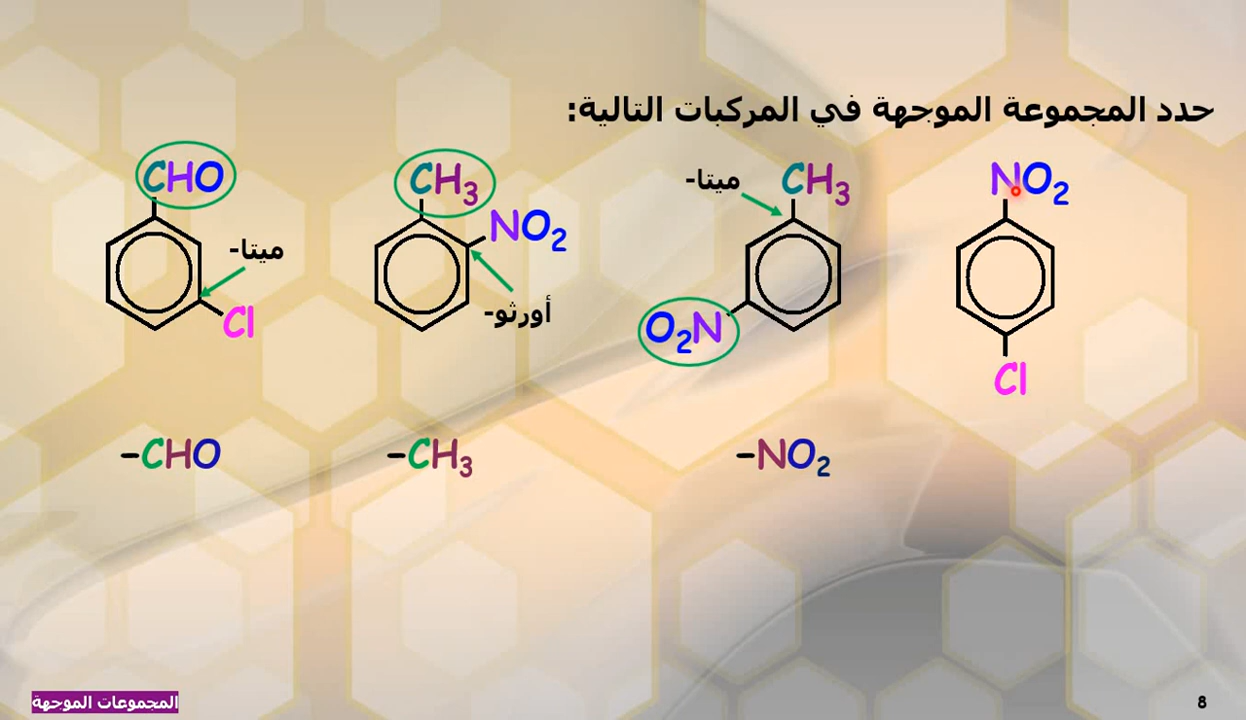 حدد المجموعة الموجهة في المركبات التالية:
CHO
CH3
ميتا-
CH3
NO2
NO2
ميتا-
أورثو-
Cl
O2N
Cl
–CHO
–CH3
–NO2
المجموعات الموجهة
8